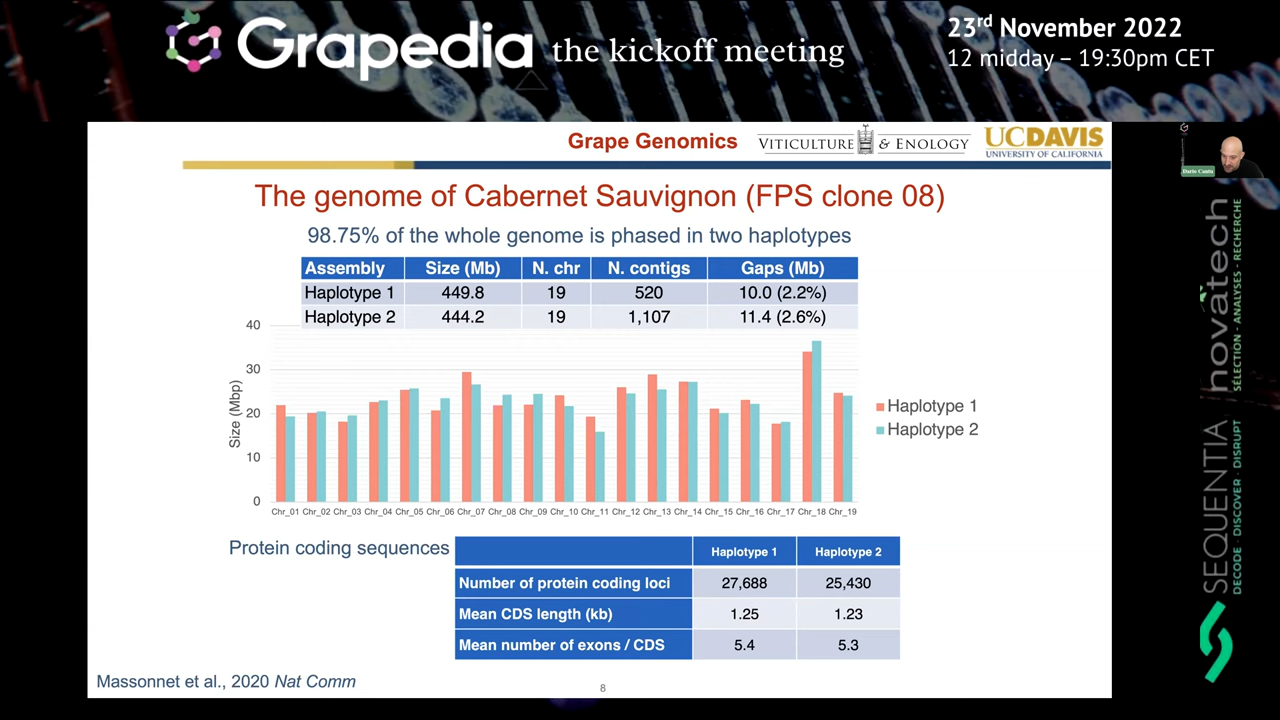 Grapedia the kickoff meeting
23rd November 2022
12 midday – 19:30pm CET
Grape Genomics
VITICULTURE & ENOLOGY
UCDAVIS
UNIVERSITY OF CALIFORNIA
The genome of Cabernet Sauvignon (FPS clone 08)
98.75% of the whole genome is phased in two haplotypes
Assembly Size (Mb) N. chr N. contigs Gaps (Mb)
Haplotype 1 449.8 19 520 10.0 (2.2%)
Haplotype 2 444.2 19 1,107 11.4 (2.6%)
Size (Mbp)
40
30
20
10
0
Chr_01 Chr_02 Chr_03 Chr_04 Chr_05 Chr_06 Chr_07 Chr_08 Chr_09 Chr_10 Chr_11 Chr_12 Chr_13 Chr_14 Chr_15 Chr_16 Chr_17 Chr_18 Chr_19
Haplotype 1
Haplotype 2
Protein coding sequences
Haplotype 1 Haplotype 2
Number of protein coding loci 27,688 25,430
Mean CDS length (kb) 1.25 1.23
Mean number of exons / CDS 5.4 5.3
Massonnet et al., 2020 Nat Comm
8
Dario Cantu
novatech
SÉLECTION - ANALYSES - RECHERCHE
SEQUENTIA
DECODE · DISCOVER · DISRUPT